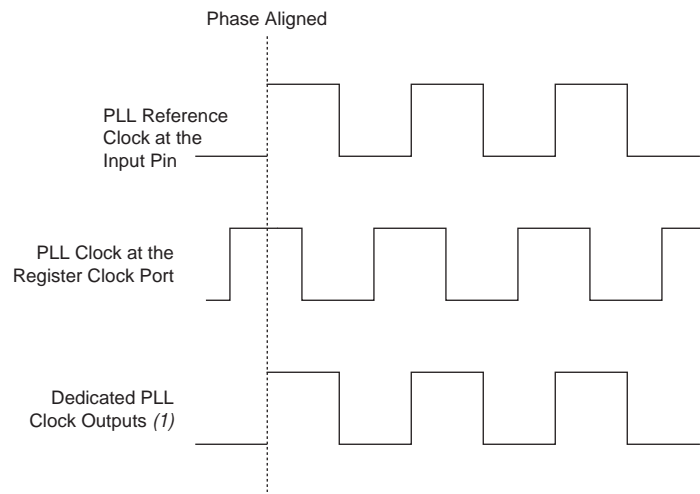 Phase Aligned
PLL Reference
Clock at the
Input Pin
PLL Clock at the
Register Clock Port
Dedicated PLL
Clock Outputs (1)